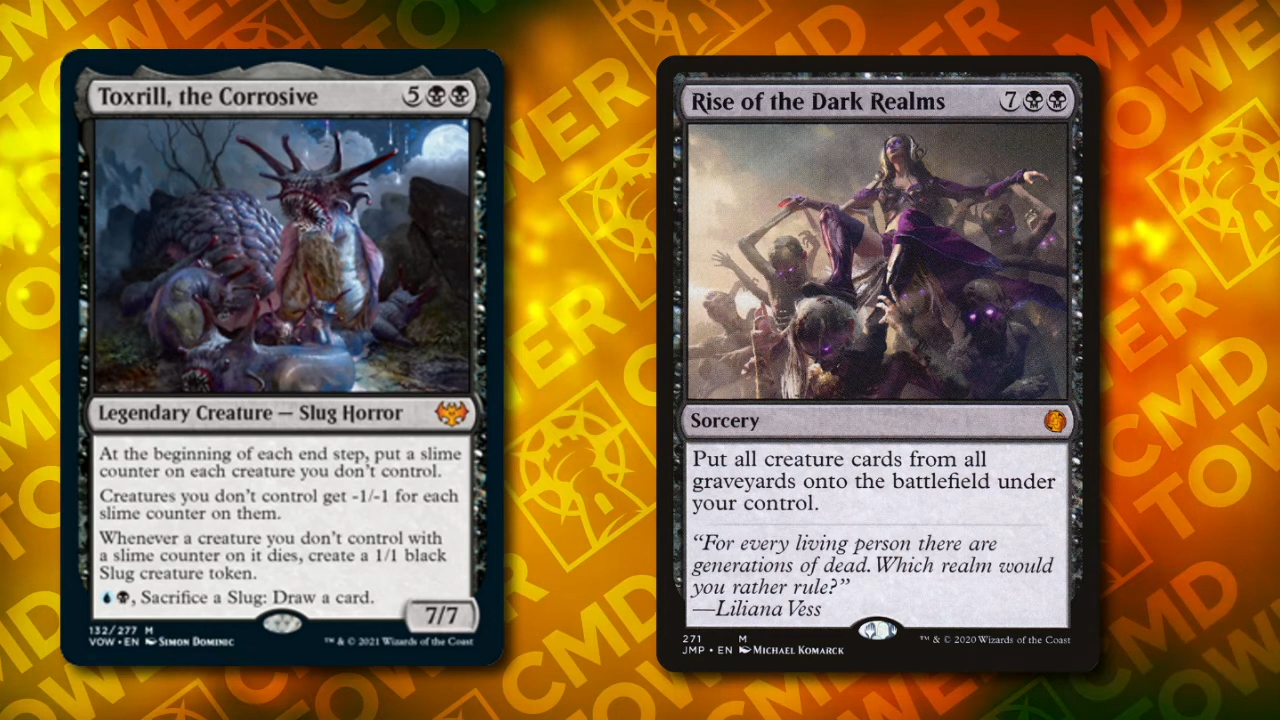 Toxrill, the Corrosive
5
Legendary Creature — Slug Horror
At the beginning of each end step, put a slime
counter on each creature you don't control.
Creatures you don't control get -1/-1 for each
slime counter on them.
Whenever a creature you don't control with
a slime counter on it dies, create a 1/1 black
Slug creature token.
, Sacrifice a Slug: Draw a card.
7/7
132/277 M
VOW • EN Simon Dominic
™ & © 2021 Wizards of the Coast
Rise of the Dark Realms
7
Sorcery
Put all creature cards from all
graveyards onto the battlefield under
your control.
“For every living person there are
generations of dead. Which realm would
you rather rule?”
—Liliana Vess
271 M
JMP • EN Michael Komarck
™ & © 2020 Wizards of the Coast
CMD
TOWER